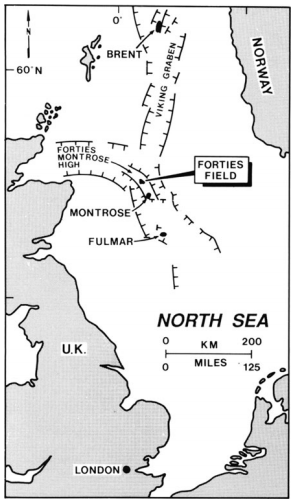 N
0°
BRENT
60°N
VIKING GRABEN
NORWAY
FORTIES
MONTROSE
HIGH
FORTIES
FIELD
MONTROSE
FULMAR
NORTH SEA
0 KM 200
0 MILES 125
U.K.
LONDON